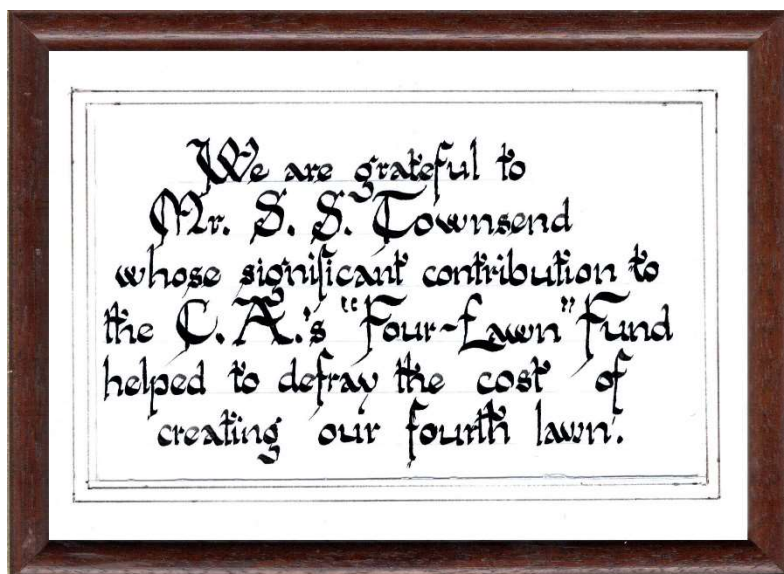 We are grateful to
Mr. S. S. Townsend
whose significant contribution to
the C.A.'s "Four-Lawn" Fund
helped to defray the cost of
creating our fourth lawn.